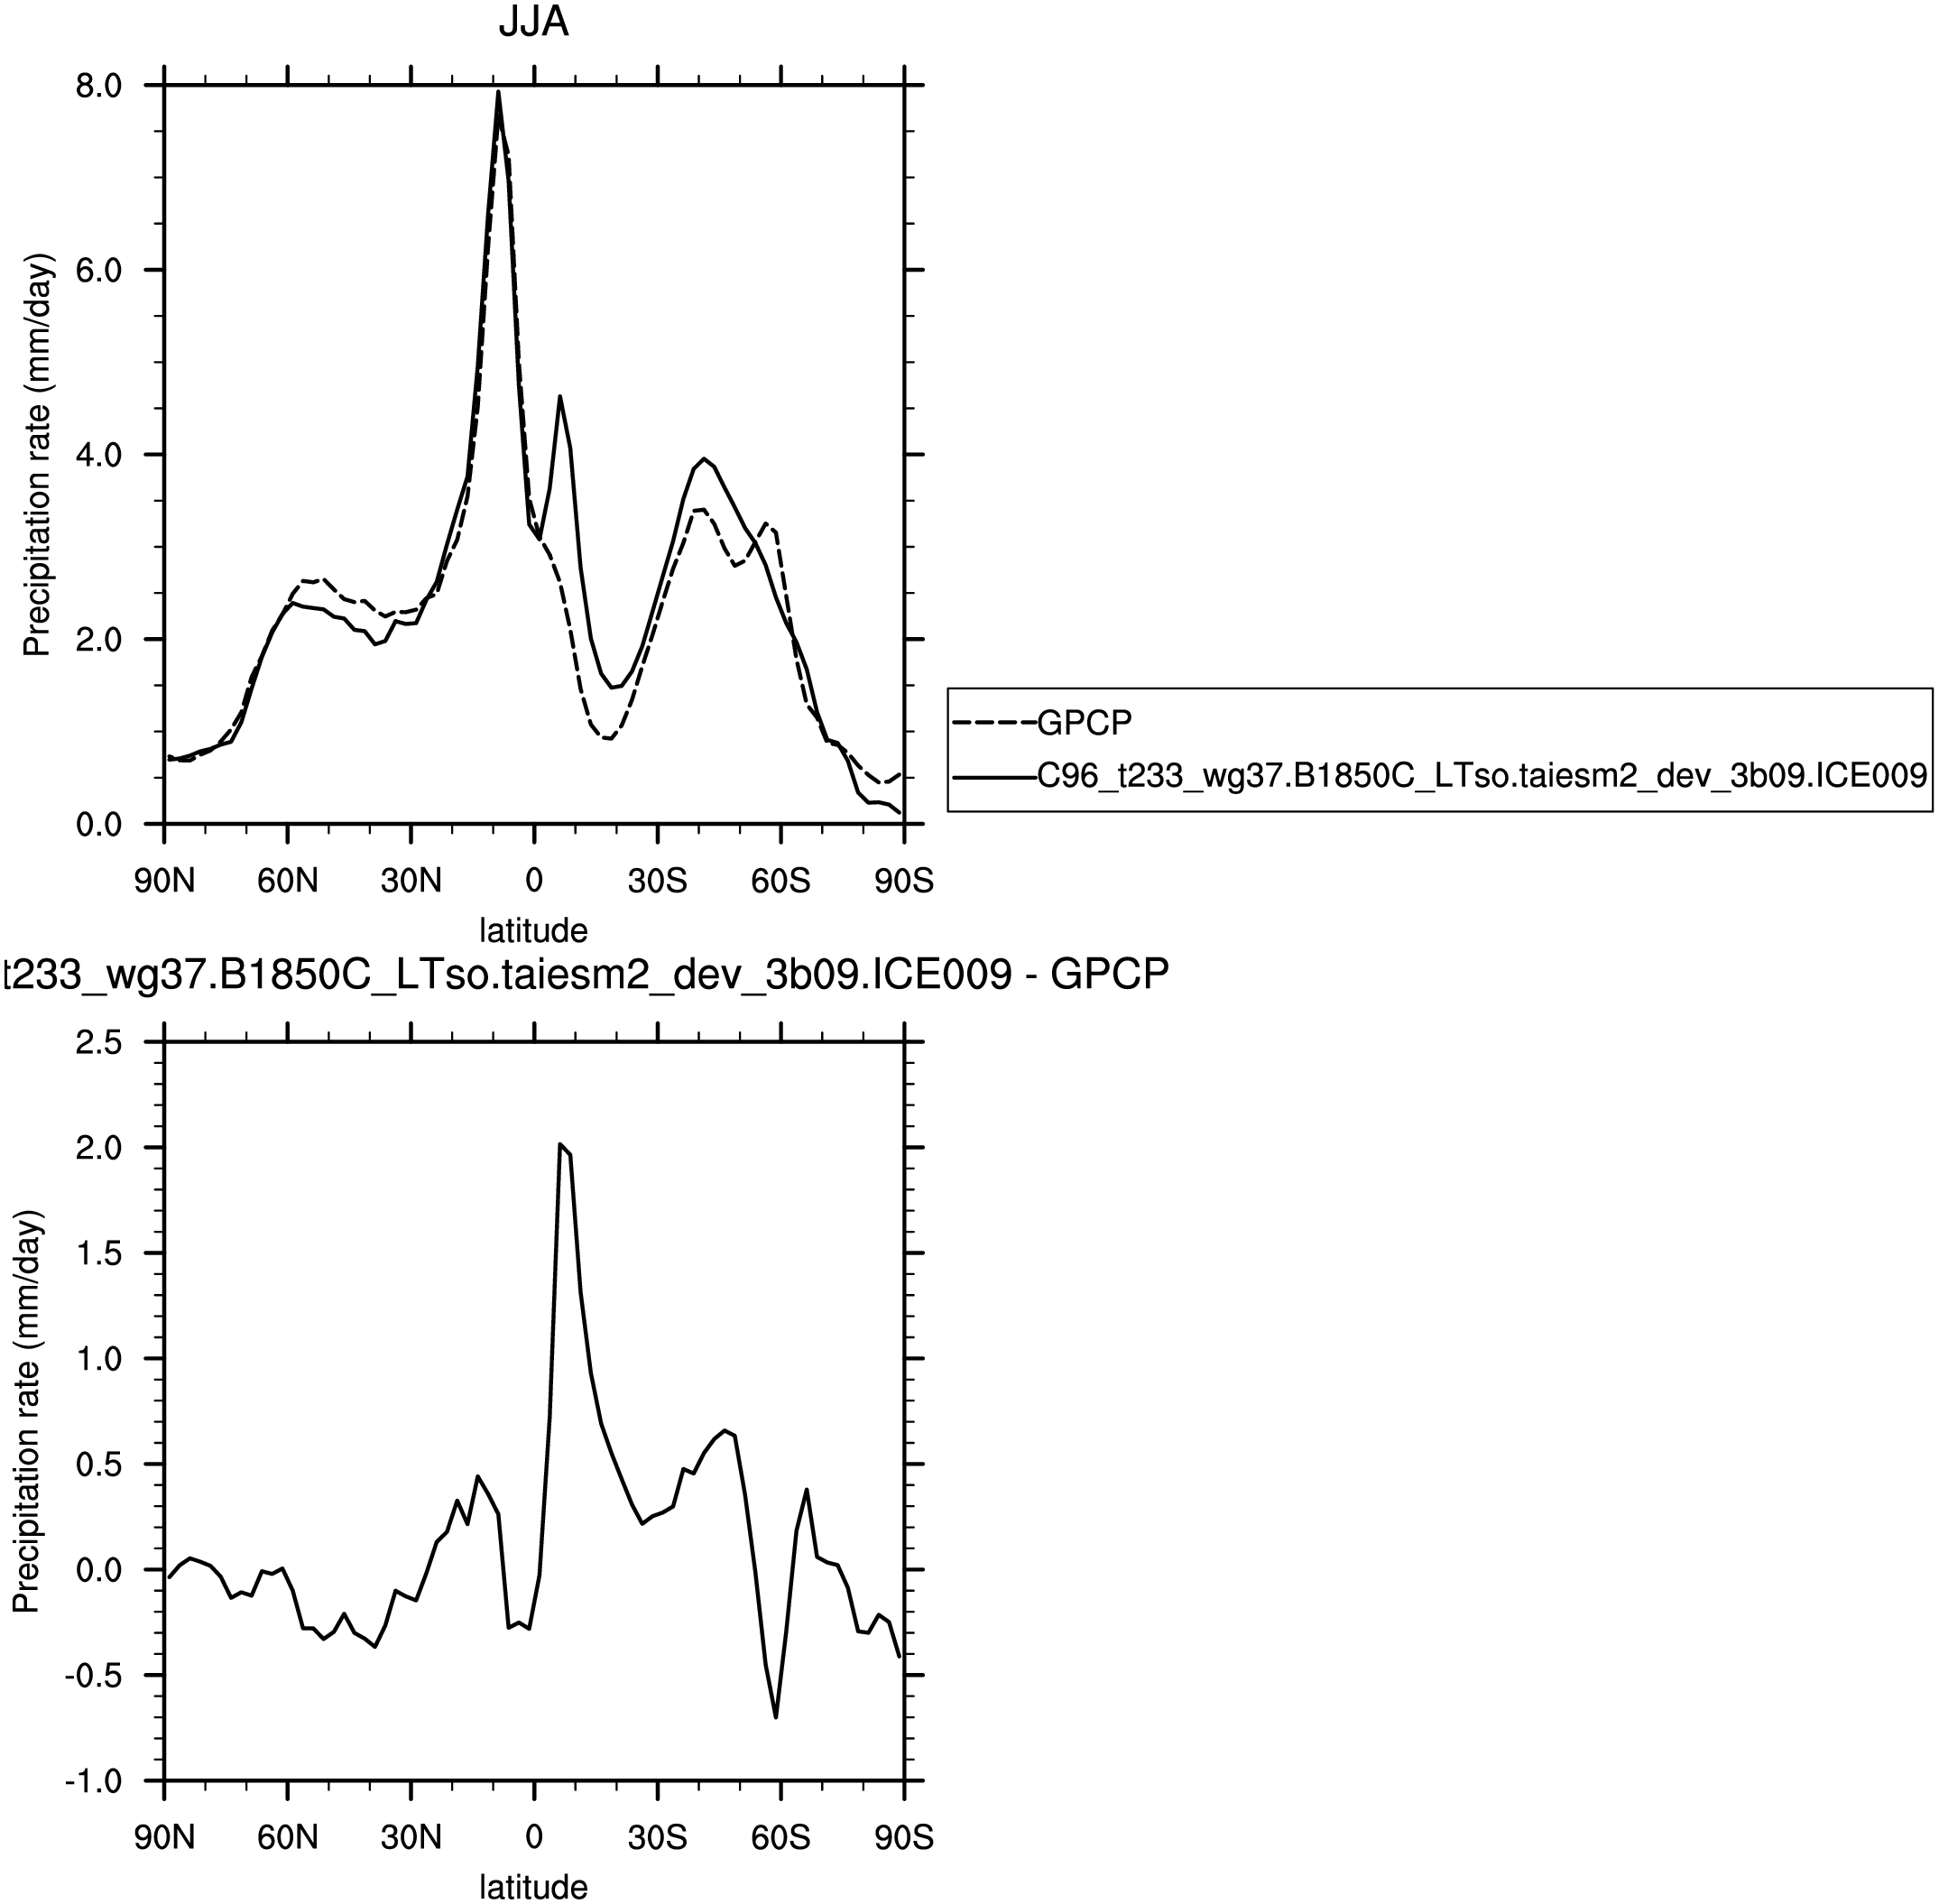 JJA
8.0
6.0
4.0
2.0
0.0
Precipitation rate (mm/day)
90N 60N 30N 0 30S 60S 90S
latitude
GPCP
C96_t233_wg37.B1850C_LTso.taiesm2_dev_3b09.ICE009
t233_wg37.B1850C_LTso.taiesm2_dev_3b09.ICE009 - GPCP
2.5
2.0
1.5
1.0
0.5
0.0
-0.5
-1.0
Precipitation rate (mm/day)
90N 60N 30N 0 30S 60S 90S
latitude